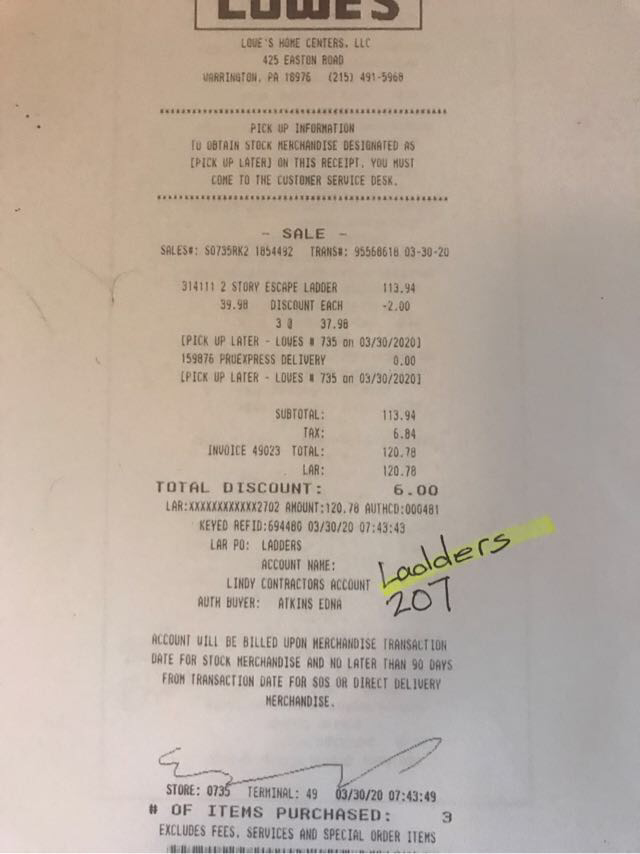 LOWE'S
LOWE'S HOME CENTERS, LLC
425 EASTON ROAD
WARRINGTON, PA 18976 (215) 491-5968
PICK UP INFORMATION
TO OBTAIN STOCK MERCHANDISE DESIGNATED AS
[PICK UP LATER] ON THIS RECEIPT, YOU MUST
COME TO THE CUSTOMER SERVICE DESK.
- SALE -
SALES#: S0735RK2 1854492 TRANS#: 95568618 03-30-20
314111 2 STORY ESCAPE LADDER 113.94
39.98 DISCOUNT EACH -2.00
3 @ 37.98
[PICK UP LATER - LOWES # 735 on 03/30/2020]
159876 PROEXPRESS DELIVERY 0.00
[PICK UP LATER - LOWES # 735 on 03/30/2020]
SUBTOTAL: 113.94
TAX: 6.84
INVOICE 49023 TOTAL: 120.78
LAR: 120.78
TOTAL DISCOUNT: 6.00
LAR:XXXXXXXXXXXX2702 AMOUNT:120.78 AUTHCD:000481
KEYED REFID:694486 03/30/20 07:43:43
LAR PO: LADDERS
ACCOUNT NAME:
LINDY CONTRACTORS ACCOUNT
AUTH BUYER: ATKINS EDNA
Ladders
207
ACCOUNT WILL BE BILLED UPON MERCHANDISE TRANSACTION
DATE FOR STOCK MERCHANDISE AND NO LATER THAN 90 DAYS
FROM TRANSACTION DATE FOR SOS OR DIRECT DELIVERY
MERCHANDISE.
STORE: 0735 TERMINAL: 49 03/30/20 07:43:49
# OF ITEMS PURCHASED: 3
EXCLUDES FEES, SERVICES AND SPECIAL ORDER ITEMS